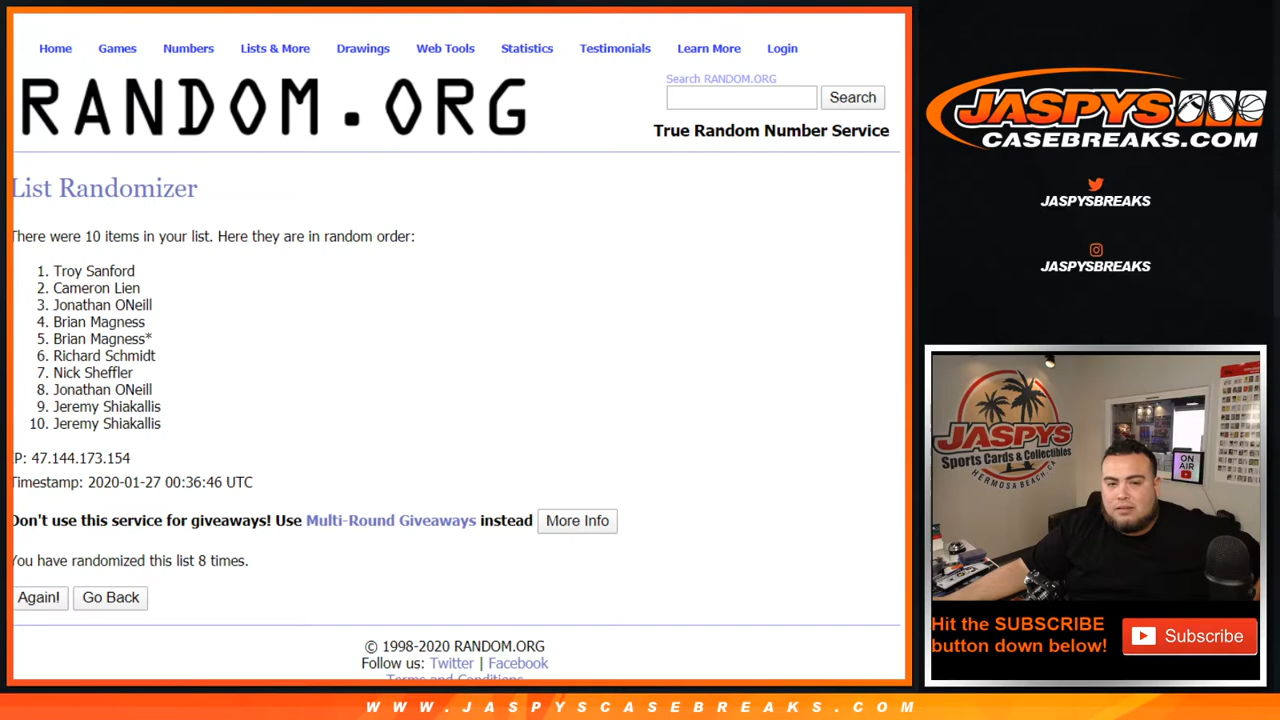 Home Games Numbers Lists & More Drawings Web Tools Statistics Testimonials Learn More Login
RANDOM.ORG
Search RANDOM.ORG
Search
True Random Number Service
List Randomizer
There were 10 items in your list. Here they are in random order:
1. Troy Sanford
2. Cameron Lien
3. Jonathan ONeill
4. Brian Magness
5. Brian Magness*
6. Richard Schmidt
7. Nick Sheffler
8. Jonathan ONeill
9. Jeremy Shiakallis
10. Jeremy Shiakallis
IP: 47.144.173.154
Timestamp: 2020-01-27 00:36:46 UTC
Don't use this service for giveaways! Use Multi-Round Giveaways instead More Info
You have randomized this list 8 times.
Again! Go Back
© 1998-2020 RANDOM.ORG
Follow us: Twitter | Facebook
Terms and Conditions
JASPYS
CASEBREAKS.COM
JASPYSBREAKS
JASPYSBREAKS
JASPYS
Sports Cards & Collectibles
HERMOSA BEACH, CA
ON
AIR
Hit the SUBSCRIBE
button down below!
Subscribe
WWW.JASPYSCASEBREAKS.COM